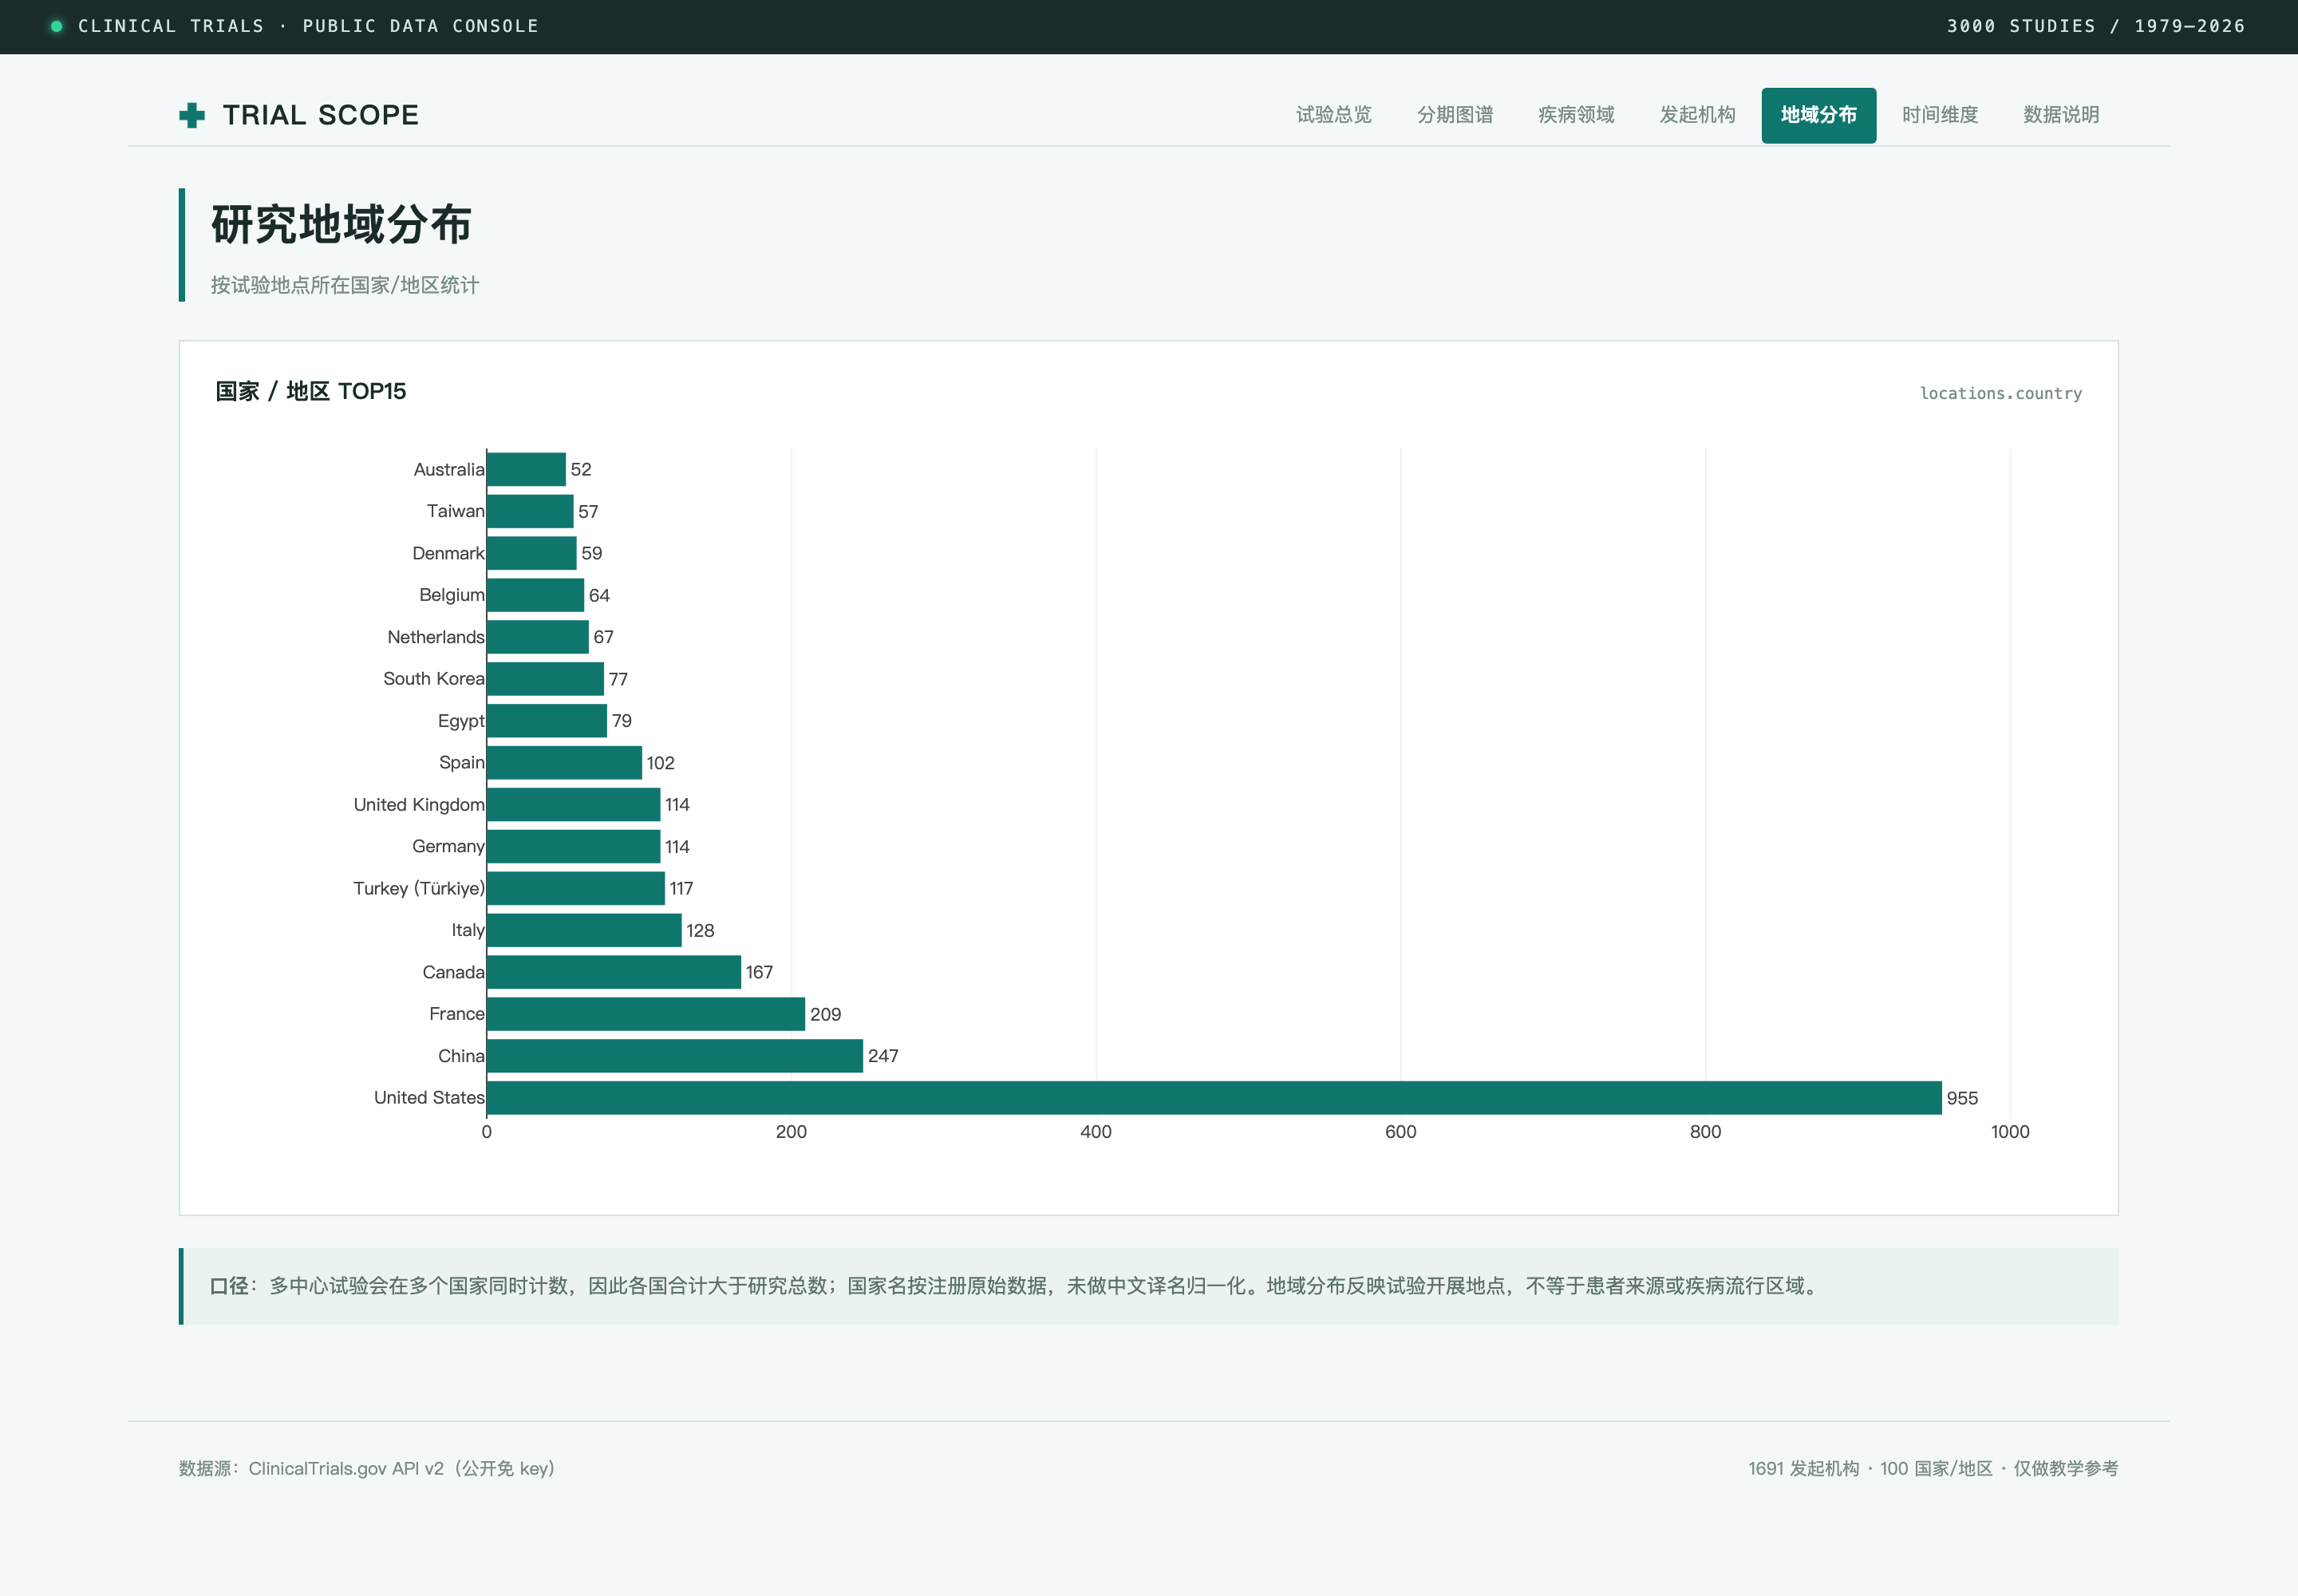 CLINICAL TRIALS · PUBLIC DATA CONSOLE
3000 STUDIES / 1979—2026
TRIAL SCOPE
试验总览 分期图谱 疾病领域 发起机构 地域分布 时间维度 数据说明
研究地域分布
按试验地点所在国家/地区统计
国家 / 地区 TOP15
locations.country
Australia 52
Taiwan 57
Denmark 59
Belgium 64
Netherlands 67
South Korea 77
Egypt 79
Spain 102
United Kingdom 114
Germany 114
Turkey (Türkiye) 117
Italy 128
Canada 167
France 209
China 247
United States 955
0 200 400 600 800 1000
口径：多中心试验会在多个国家同时计数，因此各国合计大于研究总数；国家名按注册原始数据，未做中文译名归一化。地域分布反映试验开展地点，不等于患者来源或疾病流行区域。
数据源：ClinicalTrials.gov API v2（公开免 key）
1691 发起机构 · 100 国家/地区 · 仅做教学参考